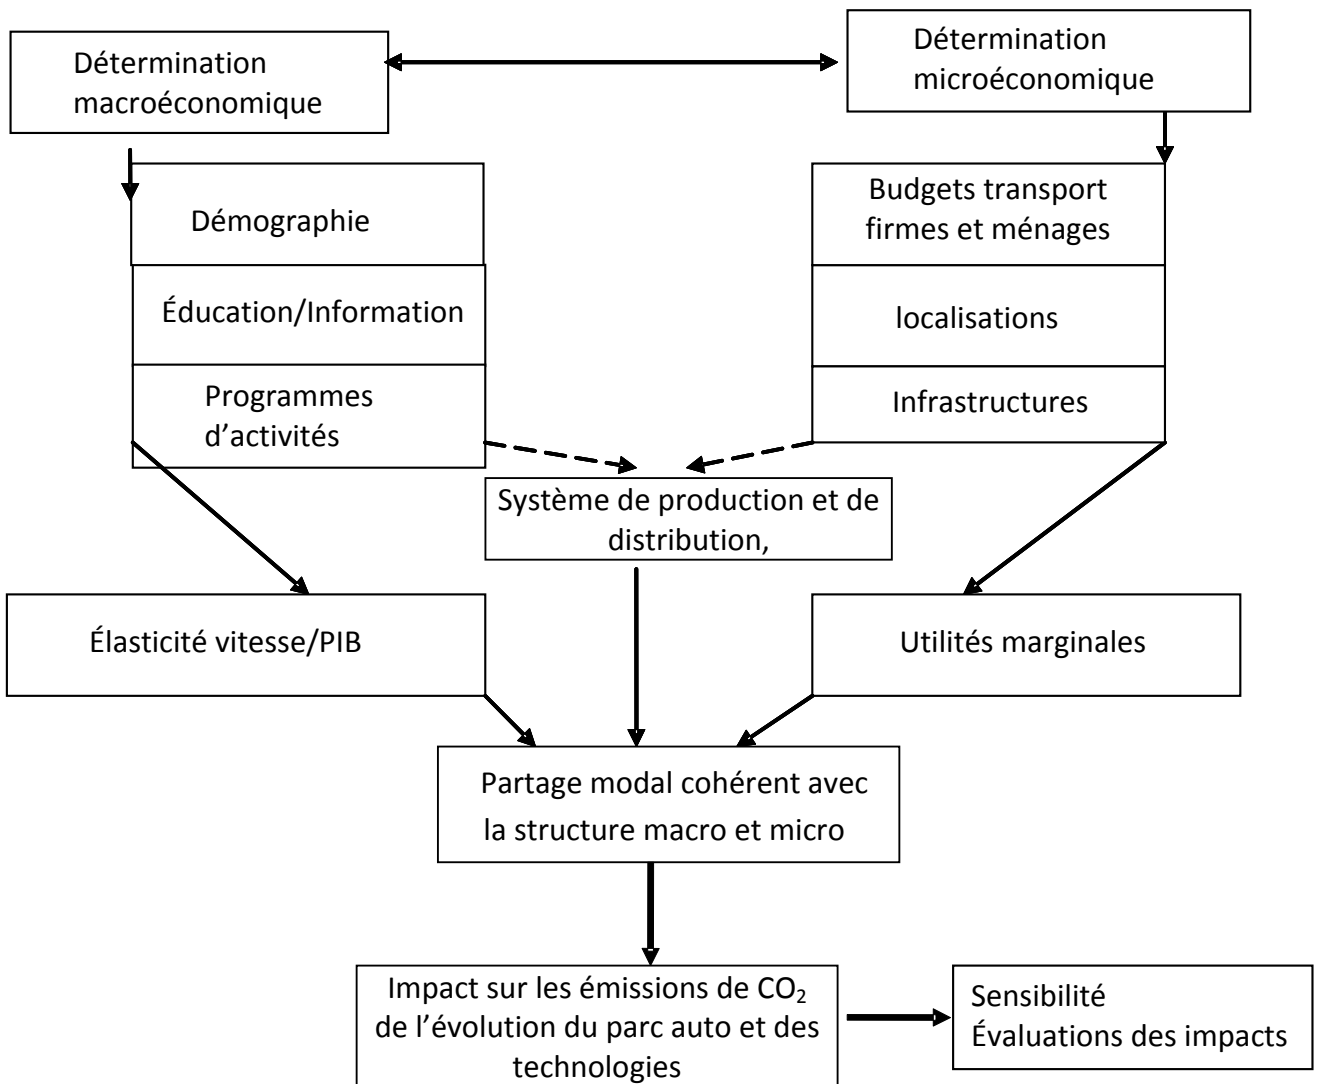 Détermination
macroéconomique
Détermination
microéconomique
Démographie
Éducation/Information
Programmes
d’activités
Budgets transport
firmes et ménages
localisations
Infrastructures
Système de production et de
distribution,
Élasticité vitesse/PIB
Utilités marginales
Partage modal cohérent avec
la structure macro et micro
Impact sur les émissions de CO₂
de l’évolution du parc auto et des
technologies
Sensibilité
Évaluations des impacts